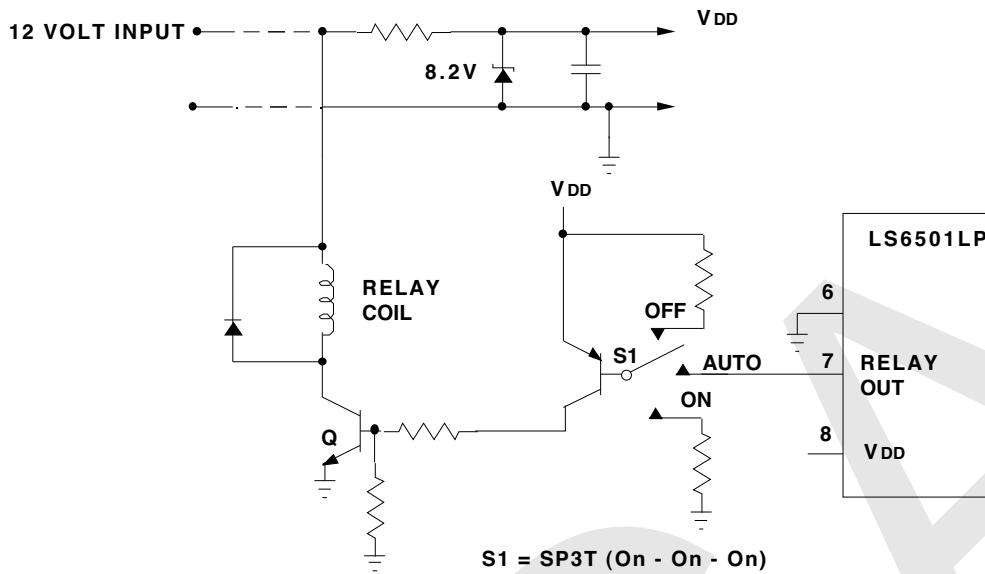 12 VOLT INPUT
VDD
8.2V
VDD
LS6501LP
RELAY
COIL
OFF
6
S1
AUTO
7
RELAY
OUT
ON
Q
8
VDD
S1 = SP3T (On - On - On)